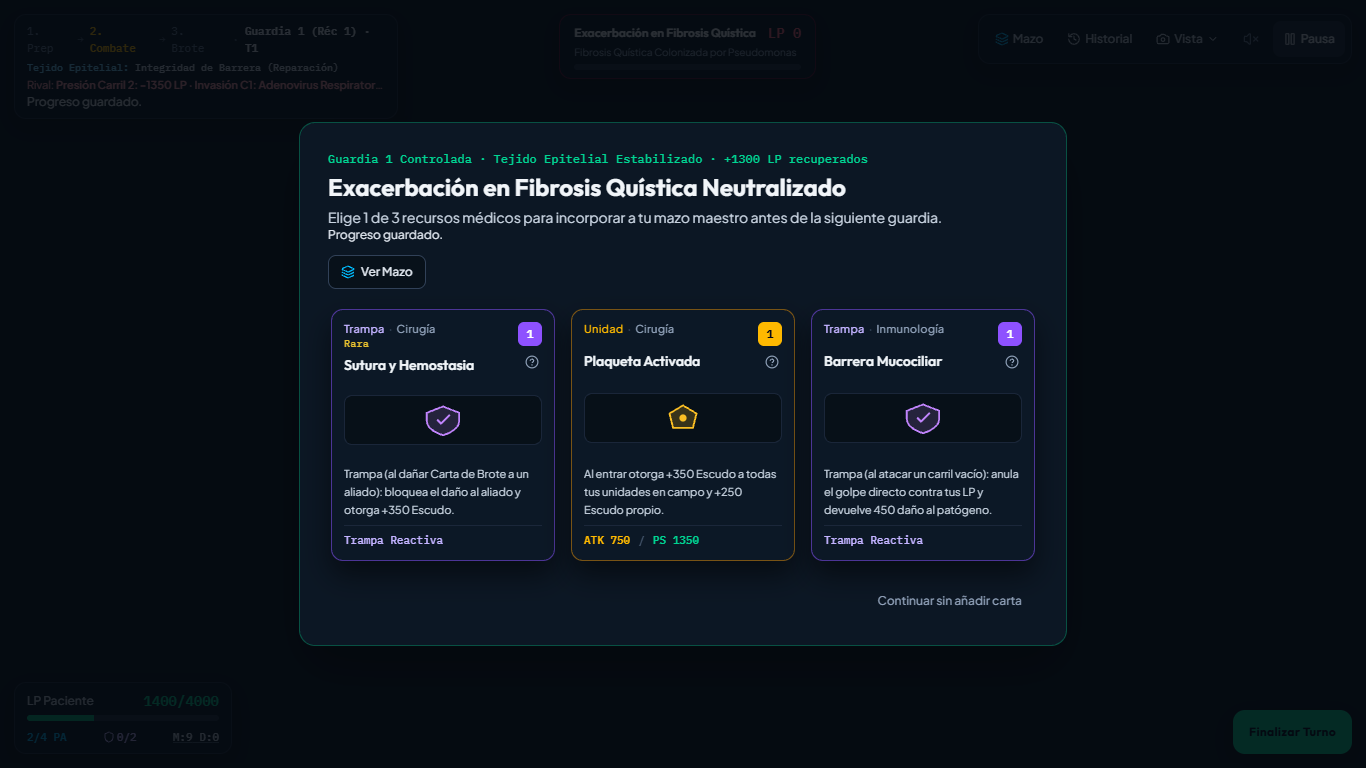 1. Prep → 2. Combate → 3. Brote Guardia 1 (Réc 1) - T1
Tejido Epitelial: Integridad de Barrera (Reparación)
Rival: Presión Carril 2: -1350 LP · Invasión C1: Adenovirus Respirator…
Progreso guardado.
Exacerbación en Fibrosis Quística LP 0
Fibrosis Quística Colonizada por Pseudomonas
Mazo Historial Vista Pausa
Guardia 1 Controlada · Tejido Epitelial Estabilizado · +1300 LP recuperados
Exacerbación en Fibrosis Quística Neutralizado
Elige 1 de 3 recursos médicos para incorporar a tu mazo maestro antes de la siguiente guardia.
Progreso guardado.
Ver Mazo
Trampa · Cirugía 1
Rara
Sutura y Hemostasia
Trampa (al dañar Carta de Brote a un
aliado): bloquea el daño al aliado y
otorga +350 Escudo.
Trampa Reactiva
Unidad · Cirugía 1
Plaqueta Activada
Al entrar otorga +350 Escudo a todas
tus unidades en campo y +250
Escudo propio.
ATK 750 / PS 1350
Trampa · Inmunología 1
Barrera Mucociliar
Trampa (al atacar un carril vacío): anula
el golpe directo contra tus LP y
devuelve 450 daño al patógeno.
Trampa Reactiva
Continuar sin añadir carta
LP Paciente 1400/4000
2/4 PA 0/2 M:9 D:0
Finalizar Turno